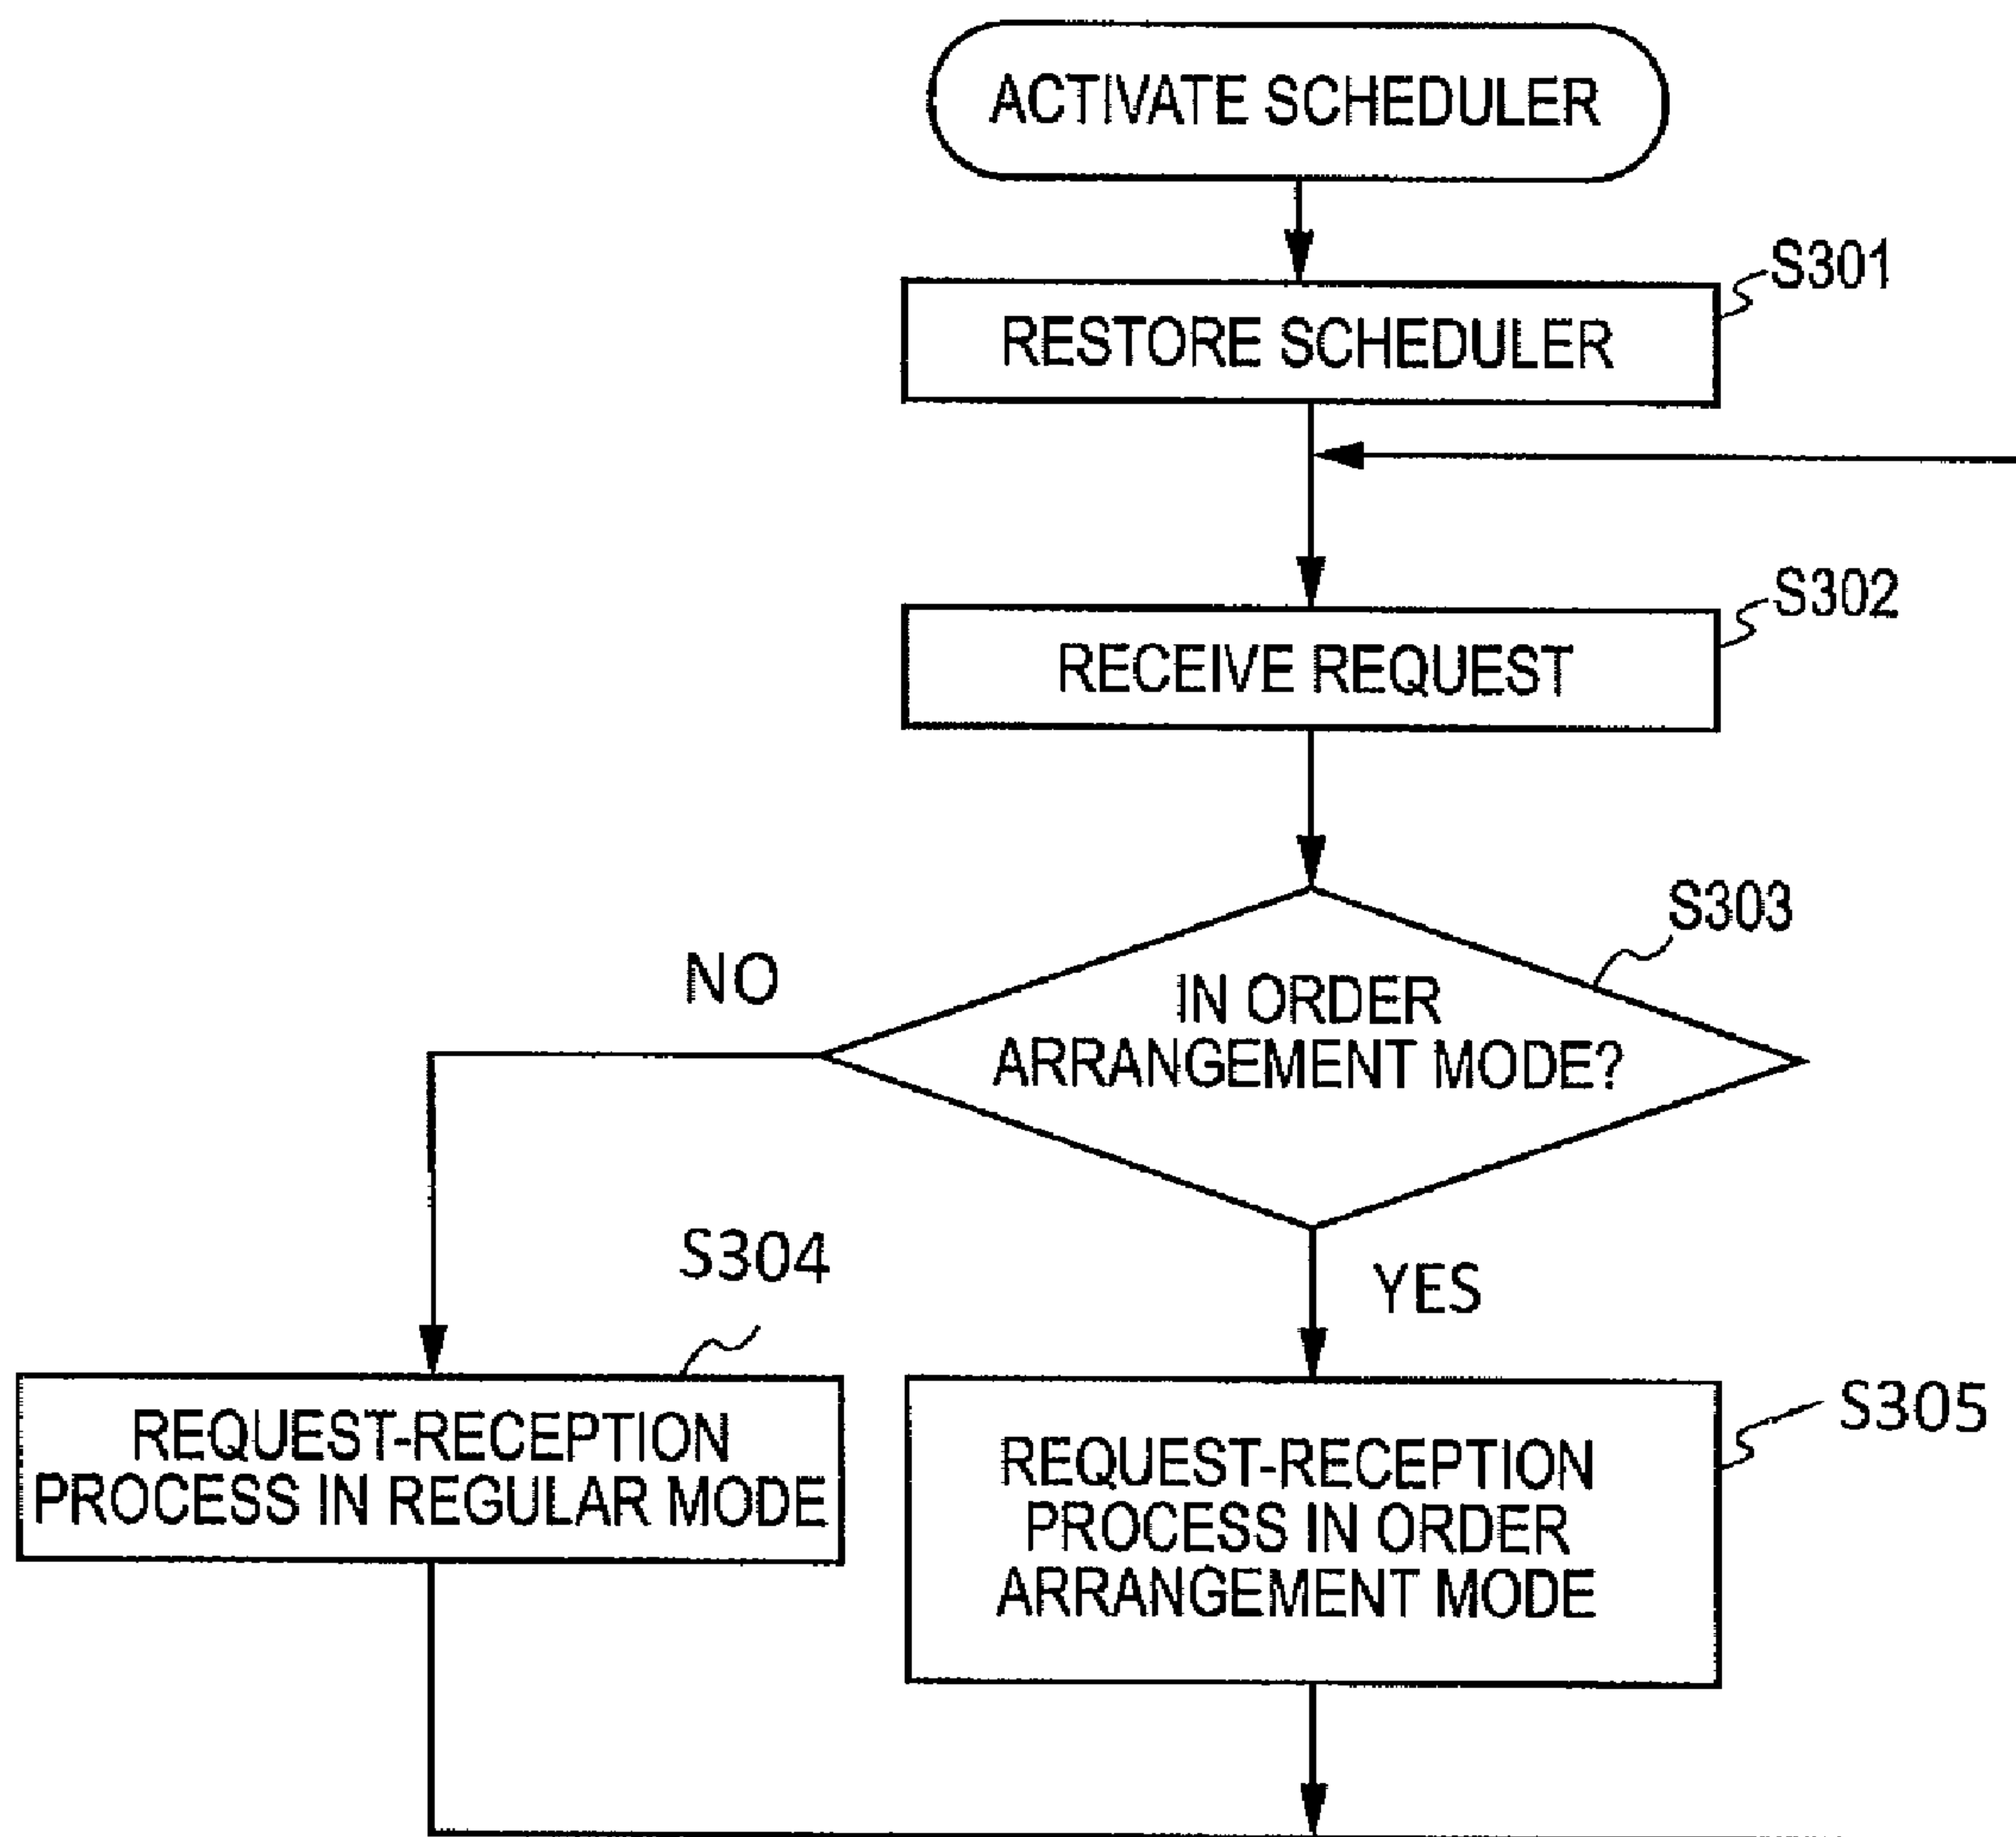 ACTIVATE SCHEDULER
S301
RESTORE SCHEDULER
S302
RECEIVE REQUEST
S303
NO
IN ORDER
ARRANGEMENT MODE?
S304
YES
REQUEST-RECEPTION
PROCESS IN REGULAR MODE
S305
REQUEST-RECEPTION
PROCESS IN ORDER
ARRANGEMENT MODE